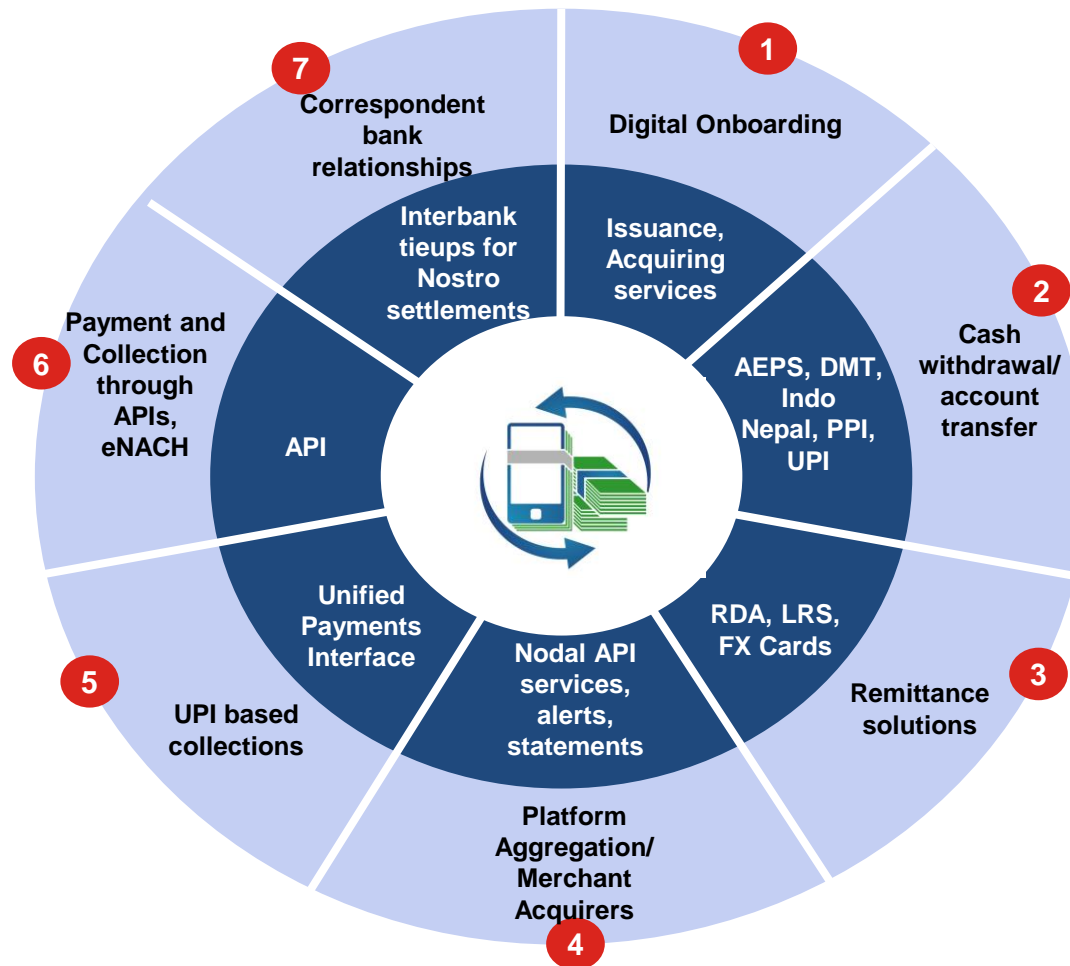 1
Digital Onboarding
Issuance,
Acquiring
services
2
Cash
withdrawal/
account
transfer
AEPS, DMT,
Indo
Nepal, PPI,
UPI
3
Remittance
solutions
RDA, LRS,
FX Cards
4
Platform
Aggregation/
Merchant
Acquirers
Nodal API
services,
alerts,
statements
5
UPI based
collections
Unified
Payments
Interface
6
Payment and
Collection
through
APIs,
eNACH
API
7
Correspondent
bank
relationships
Interbank
tieups for
Nostro
settlements